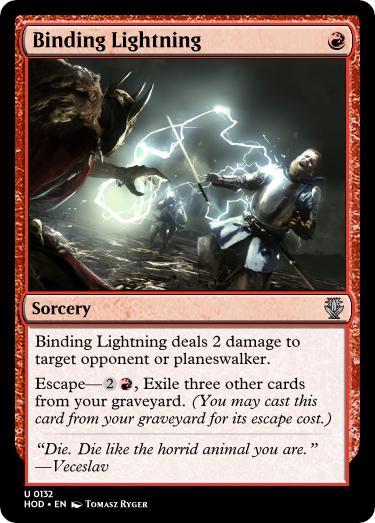 Binding Lightning
Sorcery
Binding Lightning deals 2 damage to
target opponent or planeswalker.
Escape—2, Exile three other cards
from your graveyard. (You may cast this
card from your graveyard for its escape cost.)
“Die. Die like the horrid animal you are.”
—Veceslav
U 0132
HOD • EN Tomasz Ryger